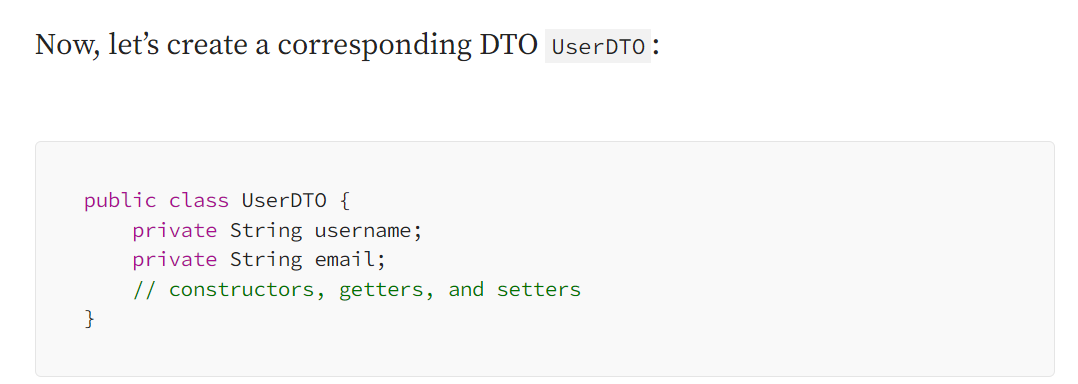 Now, let’s create a corresponding DTO UserDTO:
public class UserDTO {
    private String username;
    private String email;
    // constructors, getters, and setters
}